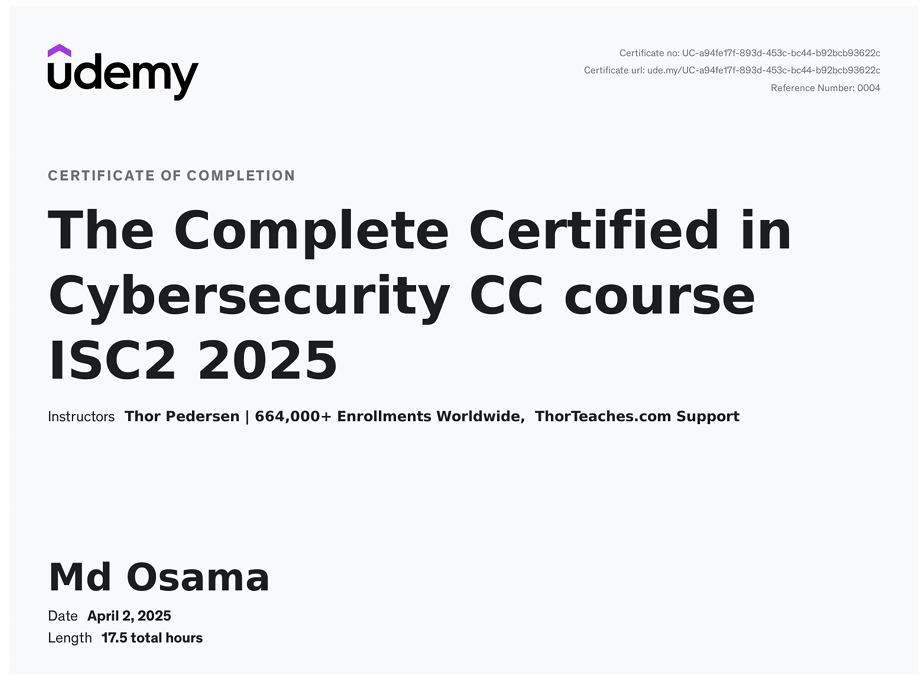 udemy
Certificate no: UC-a94fe17f-893d-453c-bc44-b92bcb93622c
Certificate url: ude.my/UC-a94fe17f-893d-453c-bc44-b92bcb93622c
Reference Number: 0004
CERTIFICATE OF COMPLETION
The Complete Certified in
Cybersecurity CC course
ISC2 2025
Instructors Thor Pedersen | 664,000+ Enrollments Worldwide, ThorTeaches.com Support
Md Osama
Date April 2, 2025
Length 17.5 total hours